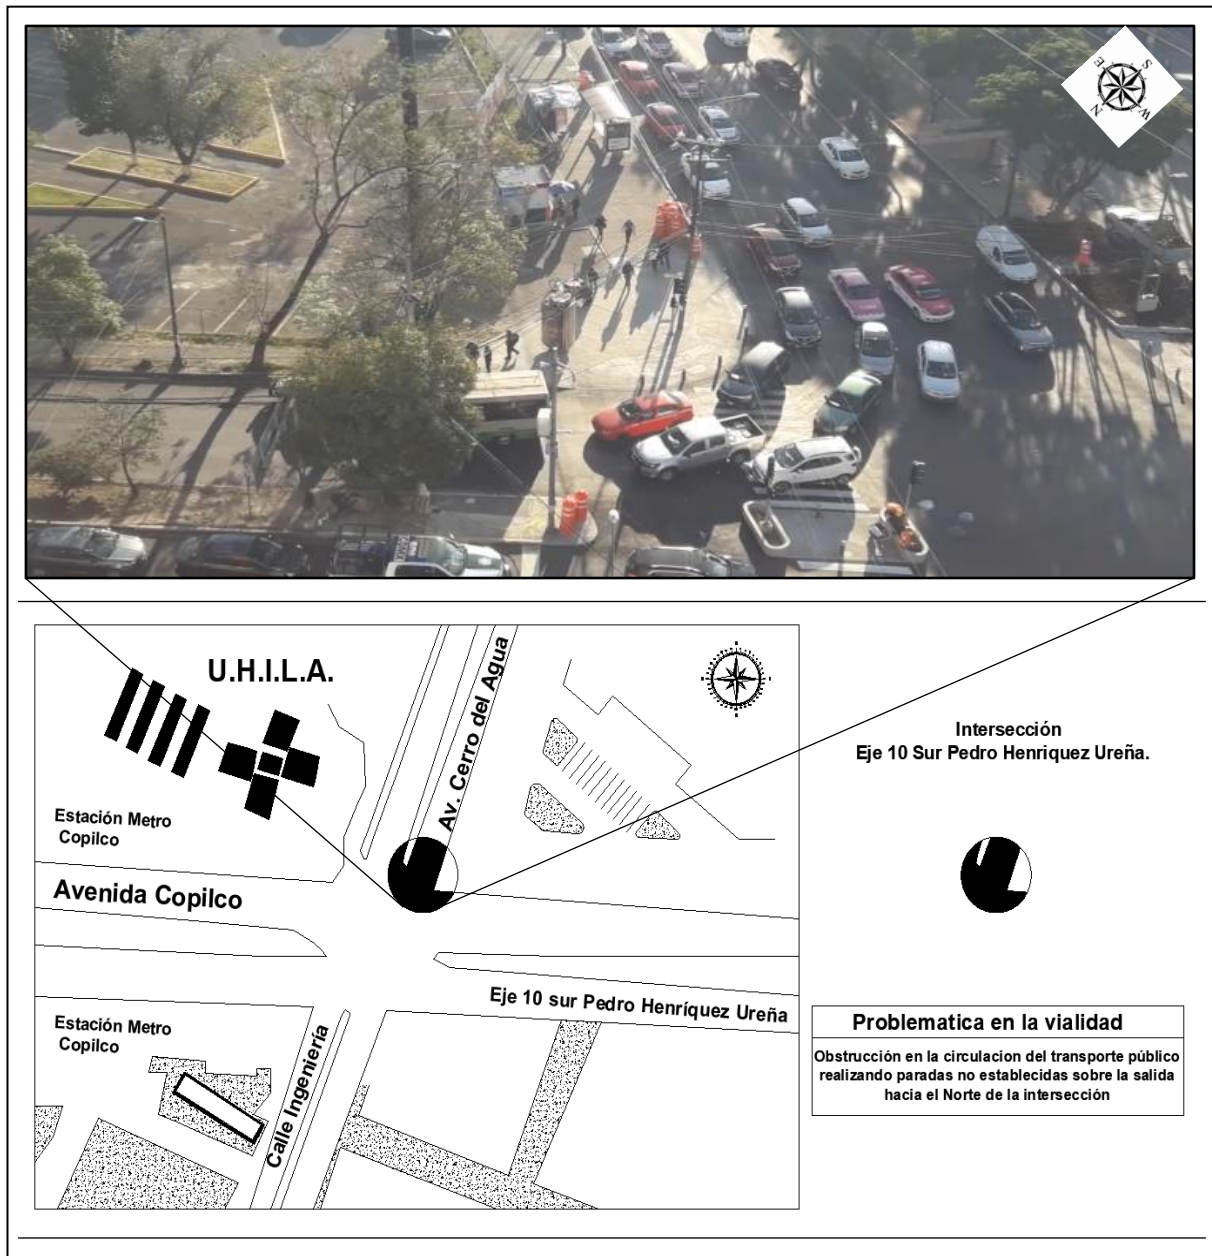 E
S
N
W
U.H.I.L.A.
Av. Cerro del Agua
Estación Metro
Copilco
Avenida Copilco
Eje 10 sur Pedro Henríquez Ureña
Estación Metro
Copilco
Calle Ingeniería
Intersección
Eje 10 Sur Pedro Henriquez Ureña.
Problematica en la vialidad
Obstrucción en la circulacion del transporte público
realizando paradas no establecidas sobre la salida
hacia el Norte de la intersección